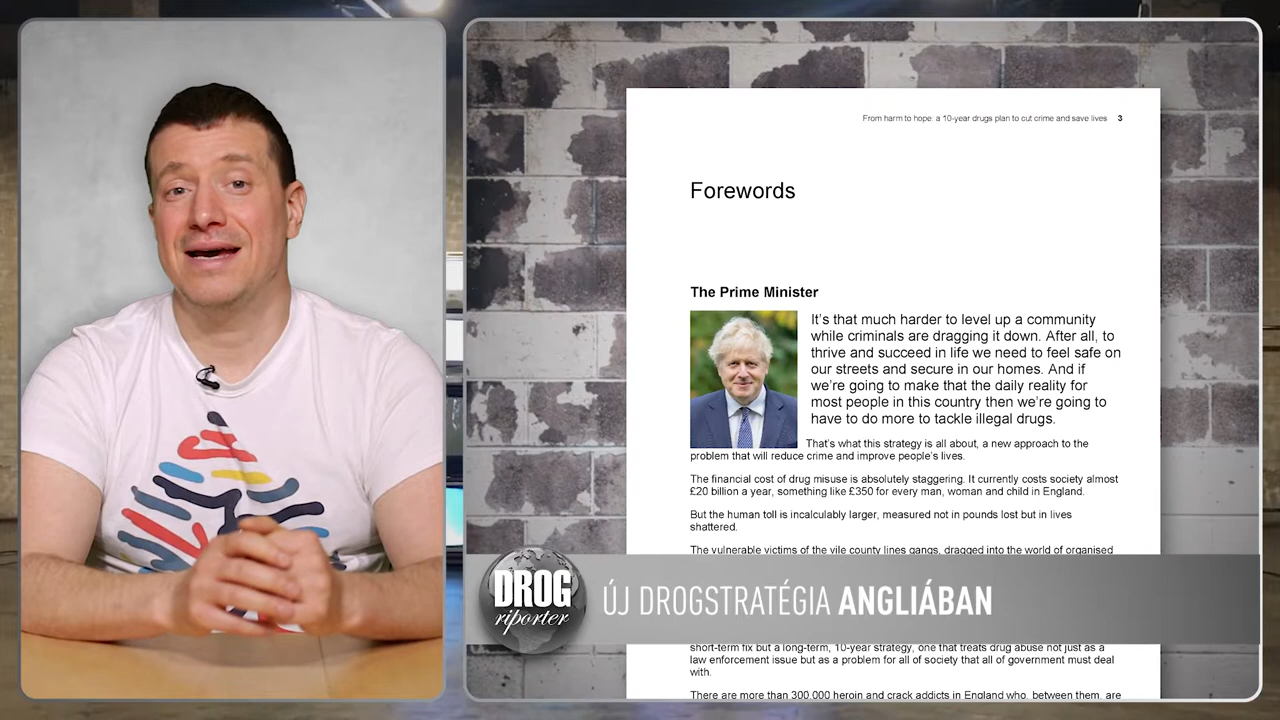 From harm to hope: a 10-year drugs plan to cut crime and save lives 3
Forewords
The Prime Minister
It's that much harder to level up a community
while criminals are dragging it down. After all, to
thrive and succeed in life we need to feel safe on
our streets and secure in our homes. And if
we're going to make that the daily reality for
most people in this country then we're going to
have to do more to tackle illegal drugs.
That's what this strategy is all about, a new approach to the
problem that will reduce crime and improve people's lives.
The financial cost of drug misuse is absolutely staggering. It currently costs society almost
£20 billion a year, something like £350 for every man, woman and child in England.
But the human toll is incalculably larger, measured not in pounds lost but in lives
shattered.
The vulnerable victims of the vile county lines gangs, dragged into the world of organised
DROG
riporter
ÚJ DROGSTRATÉGIA ANGLIÁBAN
short-term fix but a long-term, 10-year strategy, one that treats drug abuse not just as a
law enforcement issue but as a problem for all of society that all of government must deal
with.
There are more than 300,000 heroin and crack addicts in England who, between them, are